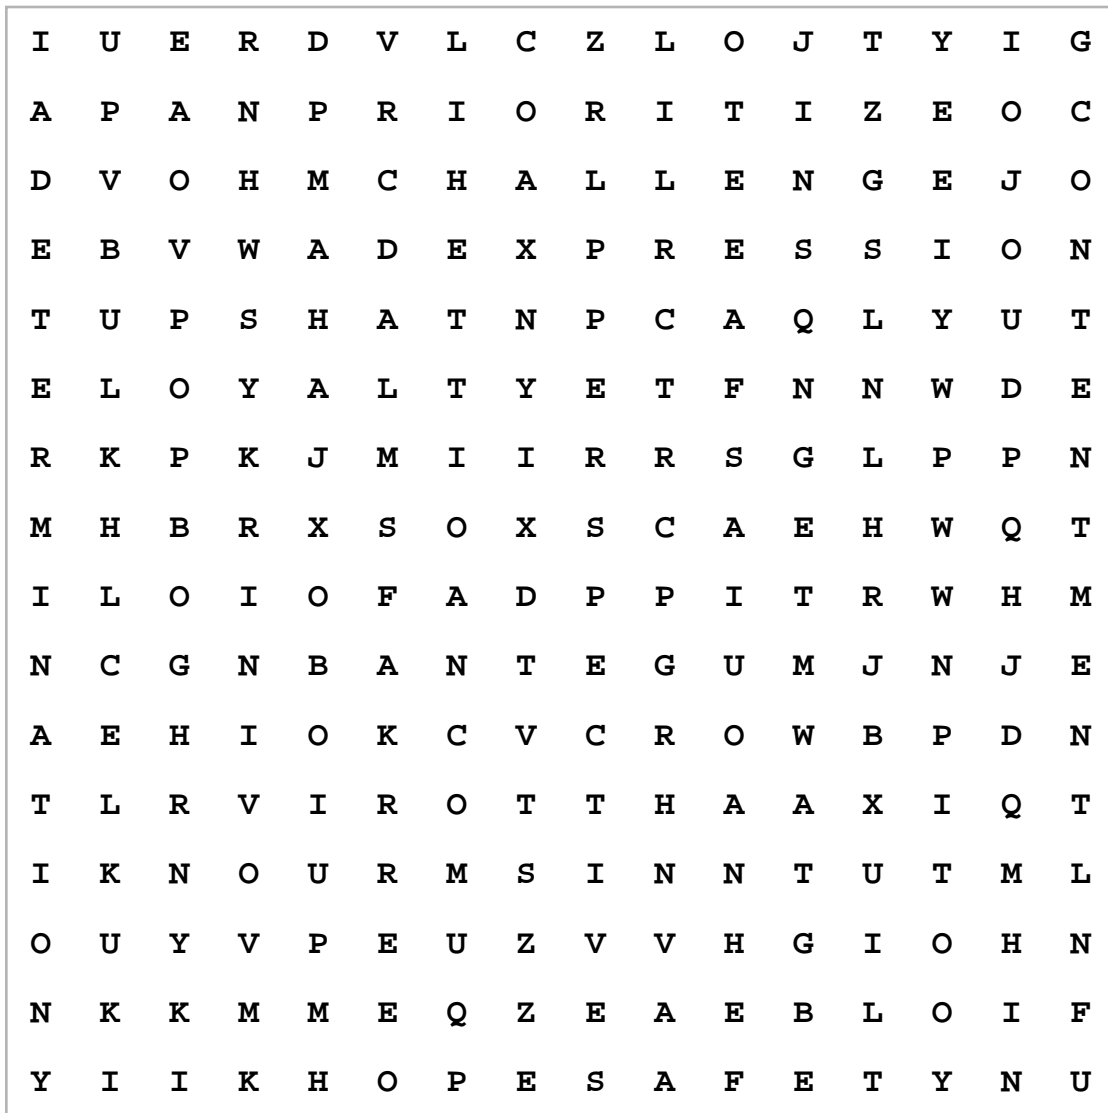 I U E R D V L C Z L O J T Y I G
A P A N P R I O R I T I Z E O C
D V O H M C H A L L E N G E J O
E B V W A D E X P R E S S I O N
T U P S H A T N P C A Q L Y U T
E L O Y A L T Y E T F N N W D E
R K P K J M I I R R S G L P P N
M H B R X S O X S C A E H W Q T
I L O I O F A D P P I T R W H M
N C G N B A N T E G U M J N J E
A E H I O K C V C R O W B P D N
T L R V I R O T T H A A X I Q T
I K N O U R M S I N N T U T M L
O U Y V P E U Z V V H G I O H N
N K K M M E Q Z E A E B L O I F
Y I I K H O P E S A F E T Y N U